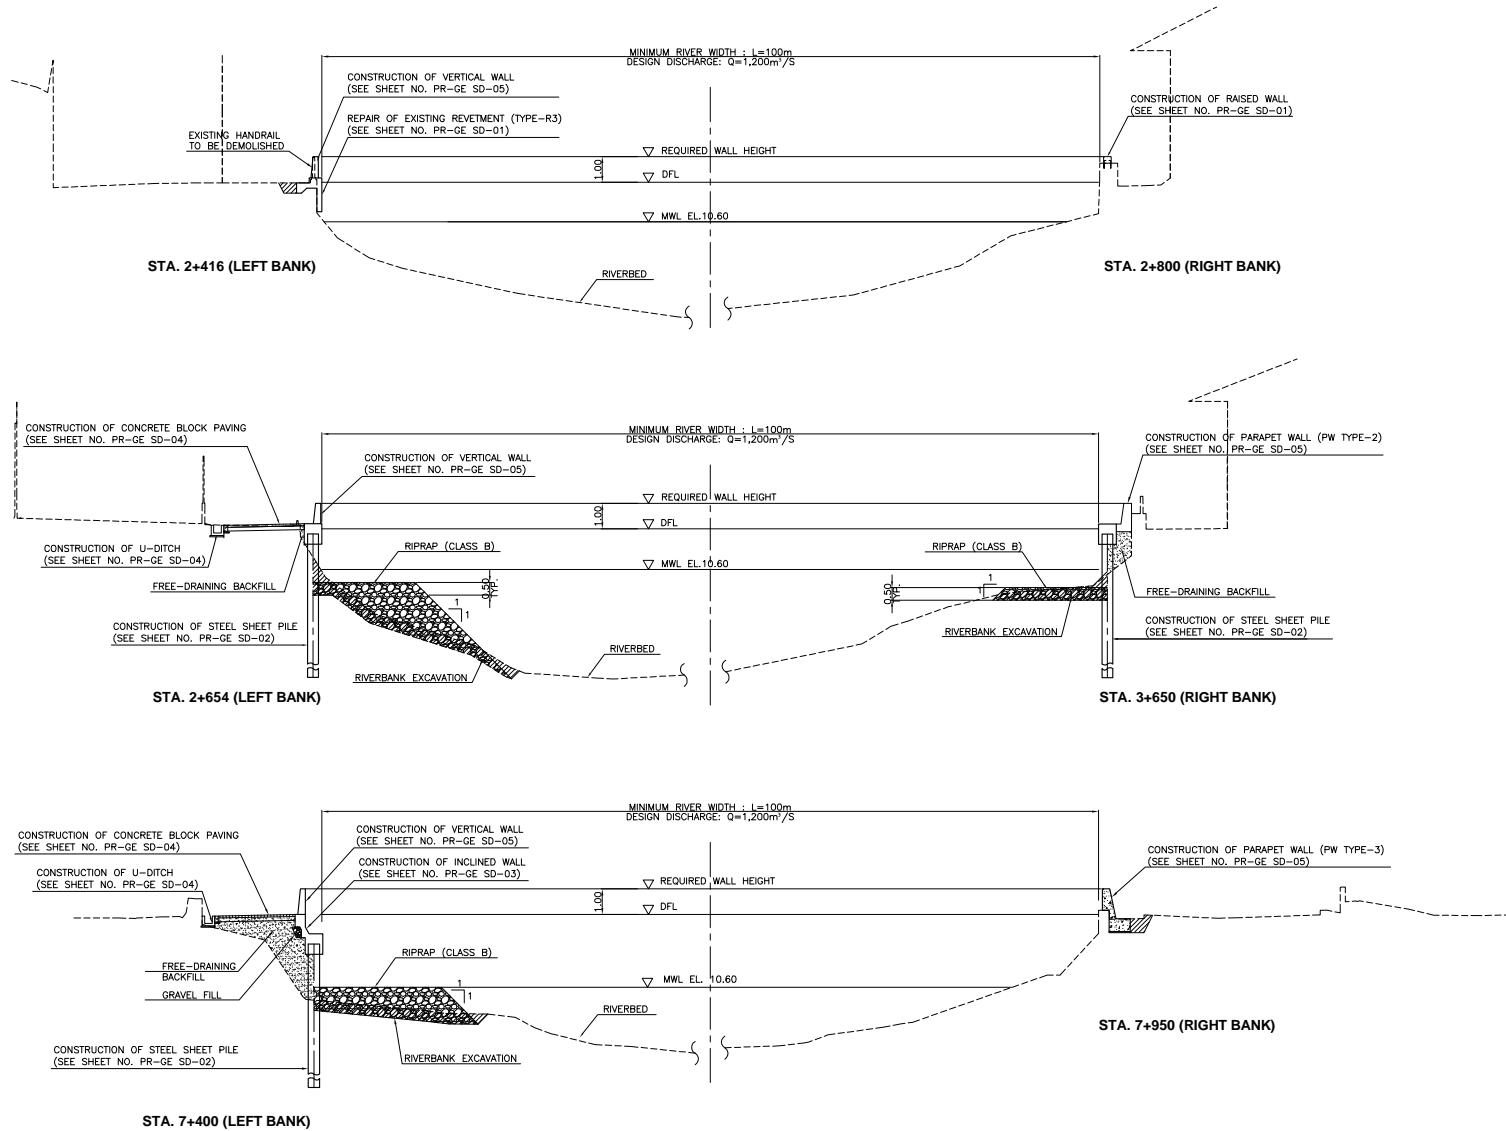 MINIMUM RIVER WIDTH : L=100m
DESIGN DISCHARGE: Q=1,200m³/S
CONSTRUCTION OF VERTICAL WALL
(SEE SHEET NO. PR-GE SD-05)
REPAIR OF EXISTING REVETMENT (TYPE-R3)
(SEE SHEET NO. PR-GE SD-01)
EXISTING HANDRAIL
TO BE DEMOLISHED
CONSTRUCTION OF RAISED WALL
(SEE SHEET NO. PR-GE SD-01)
REQUIRED WALL HEIGHT
1.00
DFL
MWL EL.10.60
RIVERBED
STA. 2+416 (LEFT BANK)
STA. 2+800 (RIGHT BANK)
MINIMUM RIVER WIDTH : L=100m
DESIGN DISCHARGE: Q=1,200m³/S
CONSTRUCTION OF CONCRETE BLOCK PAVING
(SEE SHEET NO. PR-GE SD-04)
CONSTRUCTION OF VERTICAL WALL
(SEE SHEET NO. PR-GE SD-05)
CONSTRUCTION OF PARAPET WALL (PW TYPE-2)
(SEE SHEET NO. PR-GE SD-05)
REQUIRED WALL HEIGHT
1.00
DFL
CONSTRUCTION OF U-DITCH
(SEE SHEET NO. PR-GE SD-04)
RIPRAP (CLASS B)
RIPRAP (CLASS B)
MWL EL.10.60
FREE-DRAINING BACKFILL
0.50
TYP.
1
1
0.50
TYP.
1
1
FREE-DRAINING BACKFILL
CONSTRUCTION OF STEEL SHEET PILE
(SEE SHEET NO. PR-GE SD-02)
RIVERBANK EXCAVATION
CONSTRUCTION OF STEEL SHEET PILE
(SEE SHEET NO. PR-GE SD-02)
RIVERBED
RIVERBANK EXCAVATION
STA. 2+654 (LEFT BANK)
STA. 3+650 (RIGHT BANK)
MINIMUM RIVER WIDTH : L=100m
DESIGN DISCHARGE: Q=1,200m³/S
CONSTRUCTION OF CONCRETE BLOCK PAVING
(SEE SHEET NO. PR-GE SD-04)
CONSTRUCTION OF VERTICAL WALL
(SEE SHEET NO. PR-GE SD-05)
CONSTRUCTION OF PARAPET WALL (PW TYPE-3)
(SEE SHEET NO. PR-GE SD-05)
CONSTRUCTION OF U-DITCH
(SEE SHEET NO. PR-GE SD-04)
CONSTRUCTION OF INCLINED WALL
(SEE SHEET NO. PR-GE SD-03)
REQUIRED WALL HEIGHT
1.00
DFL
FREE-DRAINING
BACKFILL
GRAVEL FILL
RIPRAP (CLASS B)
1
1
MWL EL. 10.60
RIVERBED
STA. 7+950 (RIGHT BANK)
CONSTRUCTION OF STEEL SHEET PILE
(SEE SHEET NO. PR-GE SD-02)
RIVERBANK EXCAVATION
STA. 7+400 (LEFT BANK)